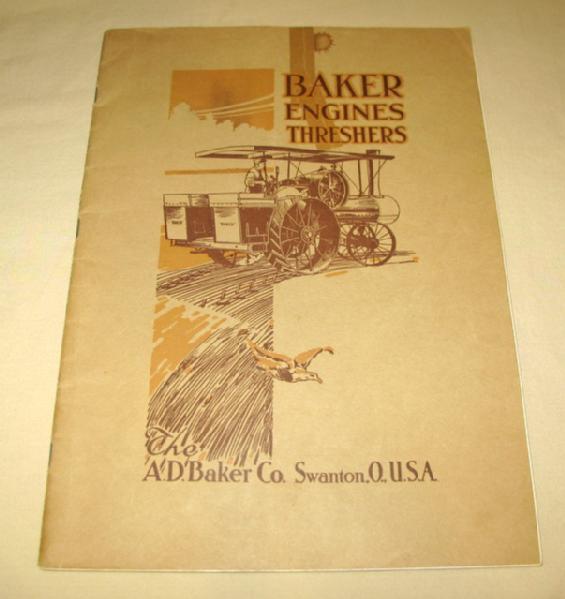 BAKER
ENGINES
THRESHERS
The
A.D. Baker Co. Swanton, O., U.S.A.